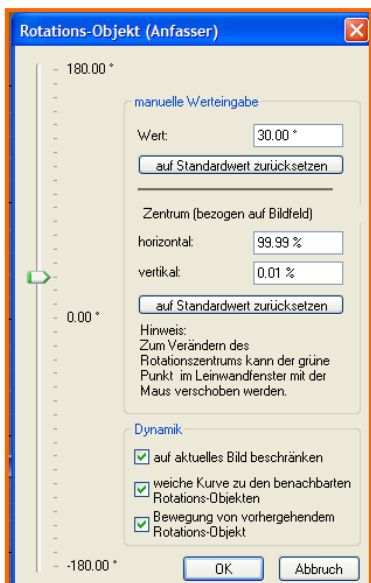 Rotations-Objekt (Anfasser)
180.00 °
manuelle Werteingabe
Wert:
30.00 °
auf Standardwert zurücksetzen
Zentrum (bezogen auf Bildfeld)
horizontal:
99.99 %
vertikal:
0.01 %
auf Standardwert zurücksetzen
0.00 °
Hinweis:
Zum Verändern des
Rotationszentrums kann der grüne
Punkt im Leinwandfenster mit der
Maus verschoben werden.
Dynamik
auf aktuelles Bild beschränken
weiche Kurve zu den benachbarten
Rotations-Objekten
Bewegung von vorhergehendem
Rotations-Objekt
-180.00 °
OK
Abbruch